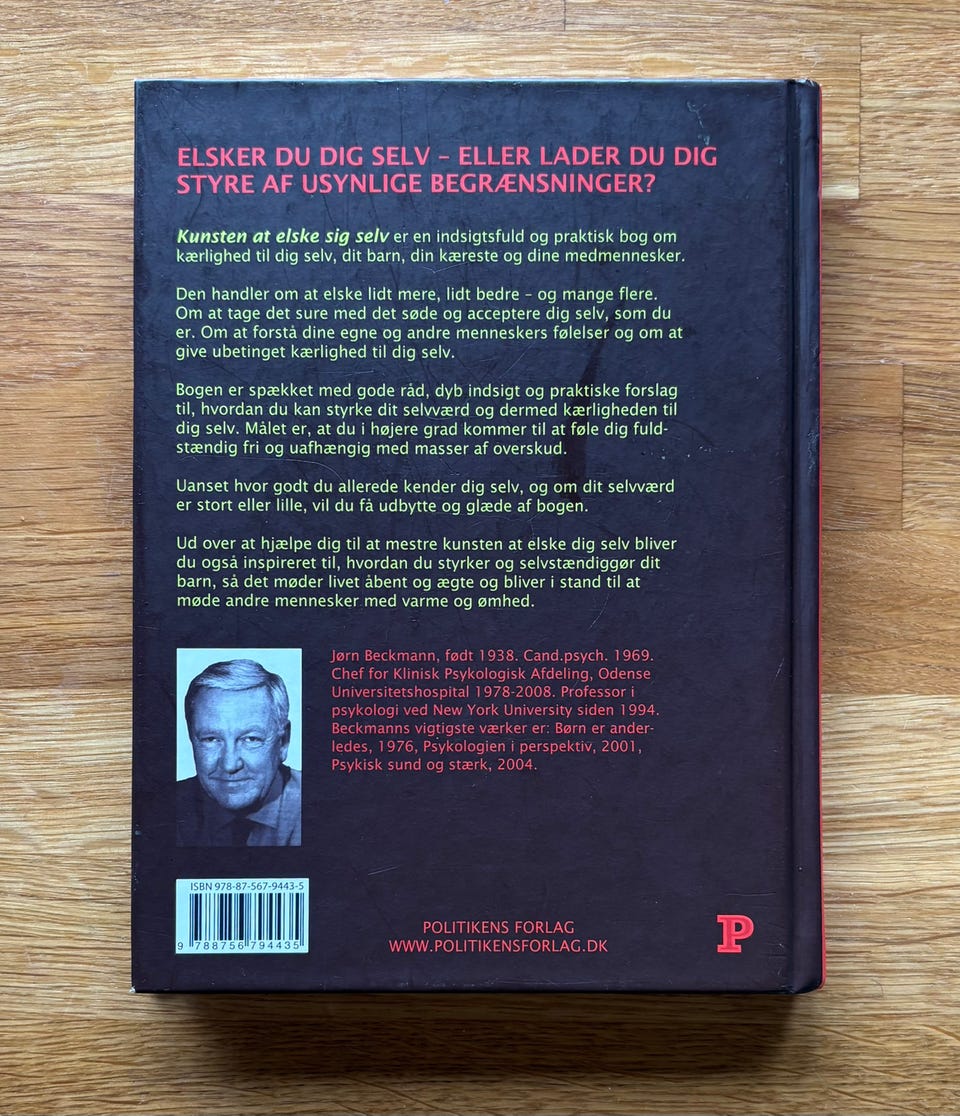 ELSKER DU DIG SELV – ELLER LADER DU DIG
STYRE AF USYNLIGE BEGRÆNSNINGER?
Kunsten at elske sig selv er en indsigtsfuld og praktisk bog om
kærlighed til dig selv, dit barn, din kæreste og dine medmennesker.
Den handler om at elske lidt mere, lidt bedre – og mange flere.
Om at tage det sure med det søde og acceptere dig selv, som du
er. Om at forstå dine egne og andre menneskers følelser og om at
give ubetinget kærlighed til dig selv.
Bogen er spækket med gode råd, dyb indsigt og praktiske forslag
til, hvordan du kan styrke dit selvværd og dermed kærligheden til
dig selv. Målet er, at du i højere grad kommer til at føle dig fuld-
stændig fri og uafhængig med masser af overskud.
Uanset hvor godt du allerede kender dig selv, og om dit selvværd
er stort eller lille, vil du få udbytte og glæde af bogen.
Ud over at hjælpe dig til at mestre kunsten at elske dig selv bliver
du også inspireret til, hvordan du styrker og selvstændiggør dit
barn, så det møder livet åbent og ægte og bliver i stand til at
møde andre mennesker med varme og ømhed.
Jørn Beckmann, født 1938. Cand.psych. 1969.
Chef for Klinisk Psykologisk Afdeling, Odense
Universitetshospital 1978-2008. Professor i
psykologi ved New York University siden 1994.
Beckmanns vigtigste værker er: Børn er ander-
ledes, 1976, Psykologien i perspektiv, 2001,
Psykisk sund og stærk, 2004.
ISBN 978-87-567-9443-5
9 788756 794435
POLITIKENS FORLAG
WWW.POLITIKENSFORLAG.DK
P